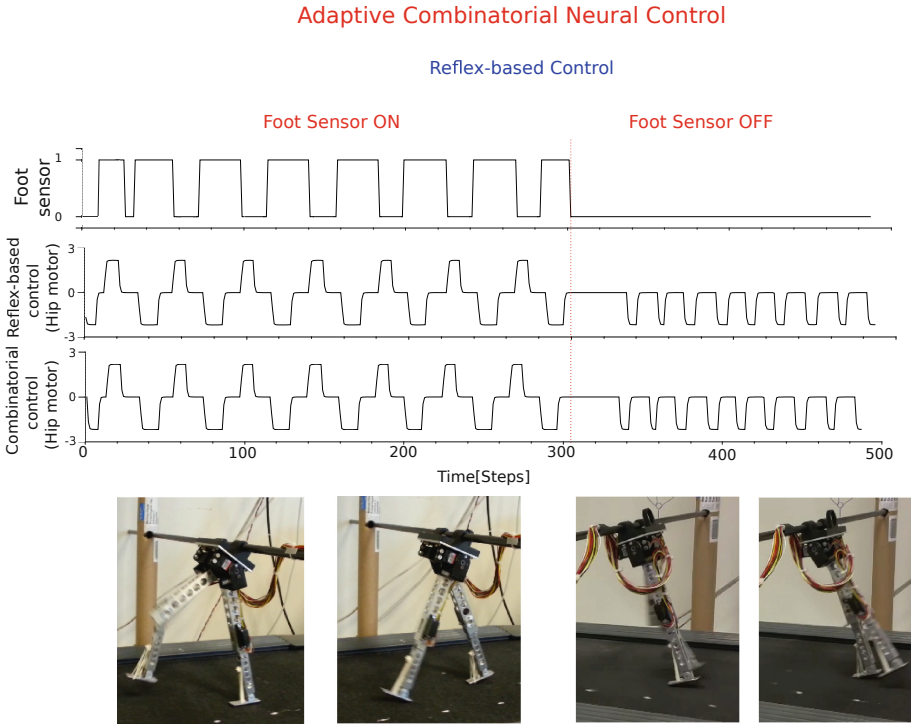 Adaptive Combinatorial Neural Control
Reflex-based Control
Foot Sensor ON
Foot Sensor OFF
Foot
sensor
1
0
Reflex-based
control
(Hip motor)
3
0
-3
Combinatorial
control
(Hip motor)
3
0
-3
0 100 200 300 400 500
Time[Steps]